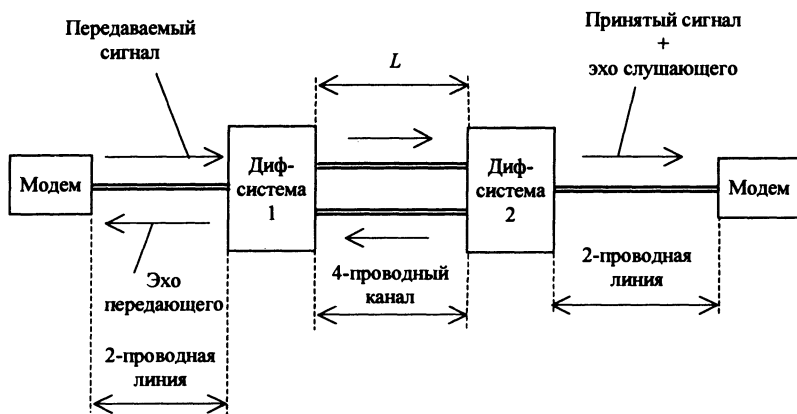 Передаваемый
сигнал
L
Принятый сигнал
+
эхо слушающего
Модем
Диф-
система
1
Диф-
система
2
Модем
Эхо
передающего
4-проводный
канал
2-проводная
линия
2-проводная
линия